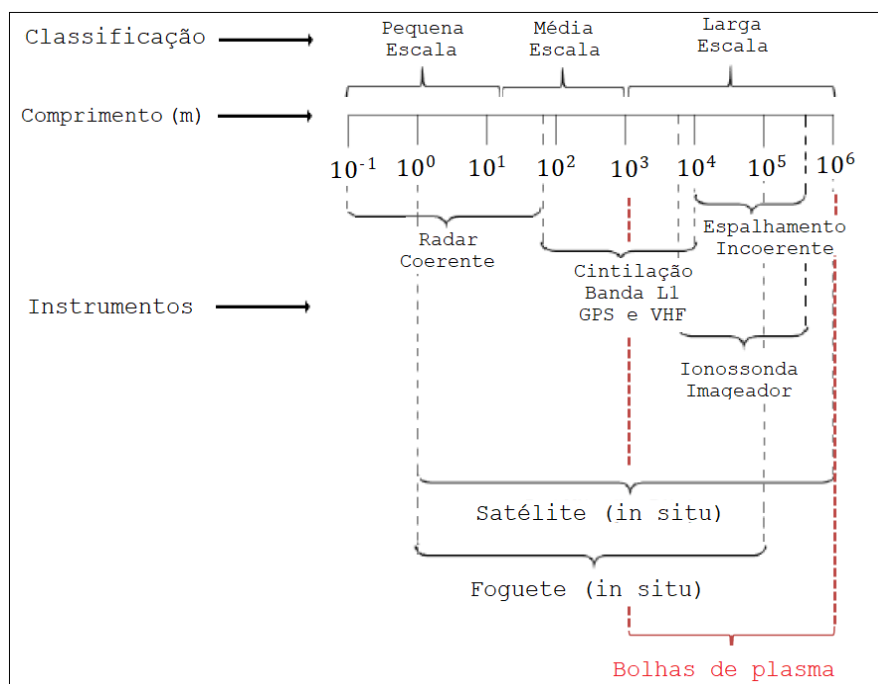 Classificação
Pequena
Escala
Média
Escala
Larga
Escala
Comprimento (m)
10⁻¹ 10⁰ 10¹ 10² 10³ 10⁴ 10⁵ 10⁶
Instrumentos
Radar
Coerente
Cintilação
Banda L1
GPS e VHF
Espalhamento
Incoerente
Ionossonda
Imageador
Satélite (in situ)
Foguete (in situ)
Bolhas de plasma